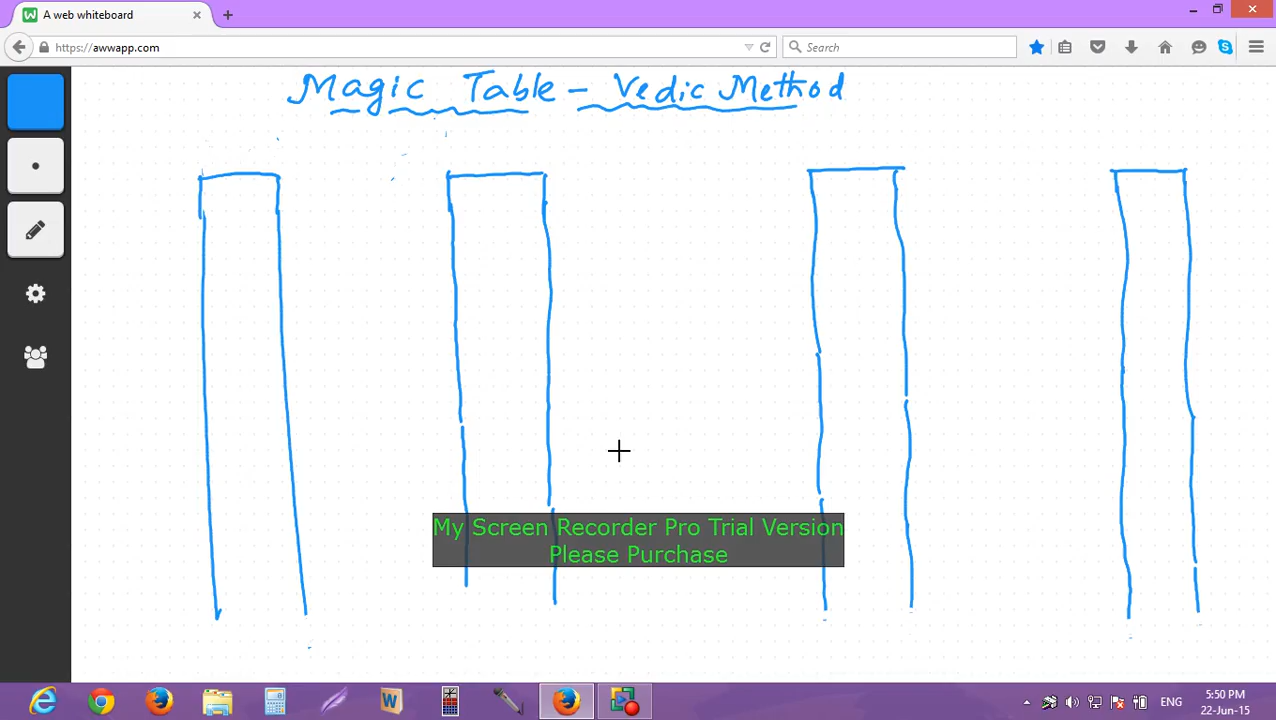 A web whiteboard
https://awwapp.com
Search
Magic Table - Vedic Method
My Screen Recorder Pro Trial Version
Please Purchase
ENG
5:50 PM
22-Jun-15